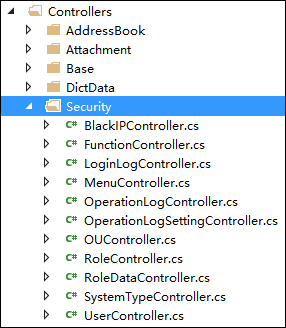 Controllers
AddressBook
Attachment
Base
DictData
Security
C# BlackIPController.cs
C# FunctionController.cs
C# LoginLogController.cs
C# MenuController.cs
C# OperationLogController.cs
C# OperationLogSettingController.cs
C# OUController.cs
C# RoleController.cs
C# RoleDataController.cs
C# SystemTypeController.cs
C# UserController.cs